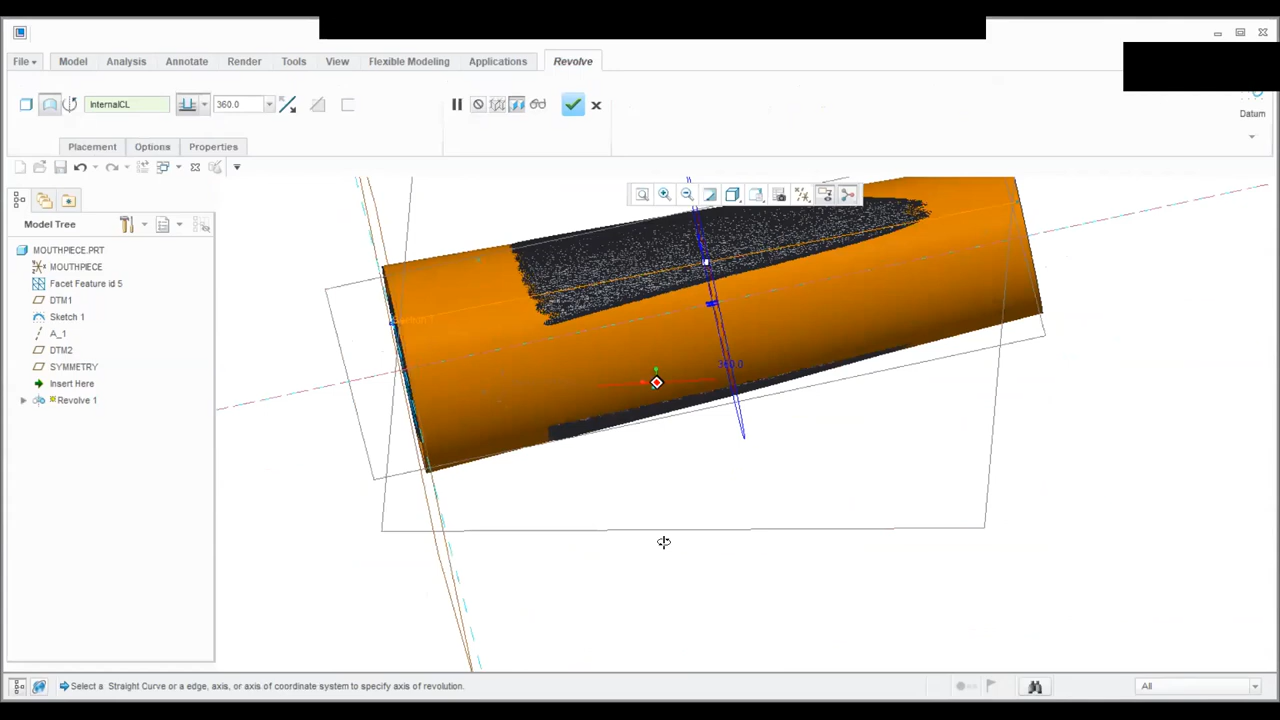 File Model Analysis Annotate Render Tools View Flexible Modeling Applications Revolve
InternalCL 360.0
Datum
Placement Options Properties
Model Tree
MOUTHPIECE.PRT
MOUTHPIECE
Facet Feature id 5
DTM1
Sketch 1
A_1
DTM2
SYMMETRY
Insert Here
Revolve 1
360.0
Select a Straight Curve or a edge, axis, or axis of coordinate system to specify axis of revolution.
All